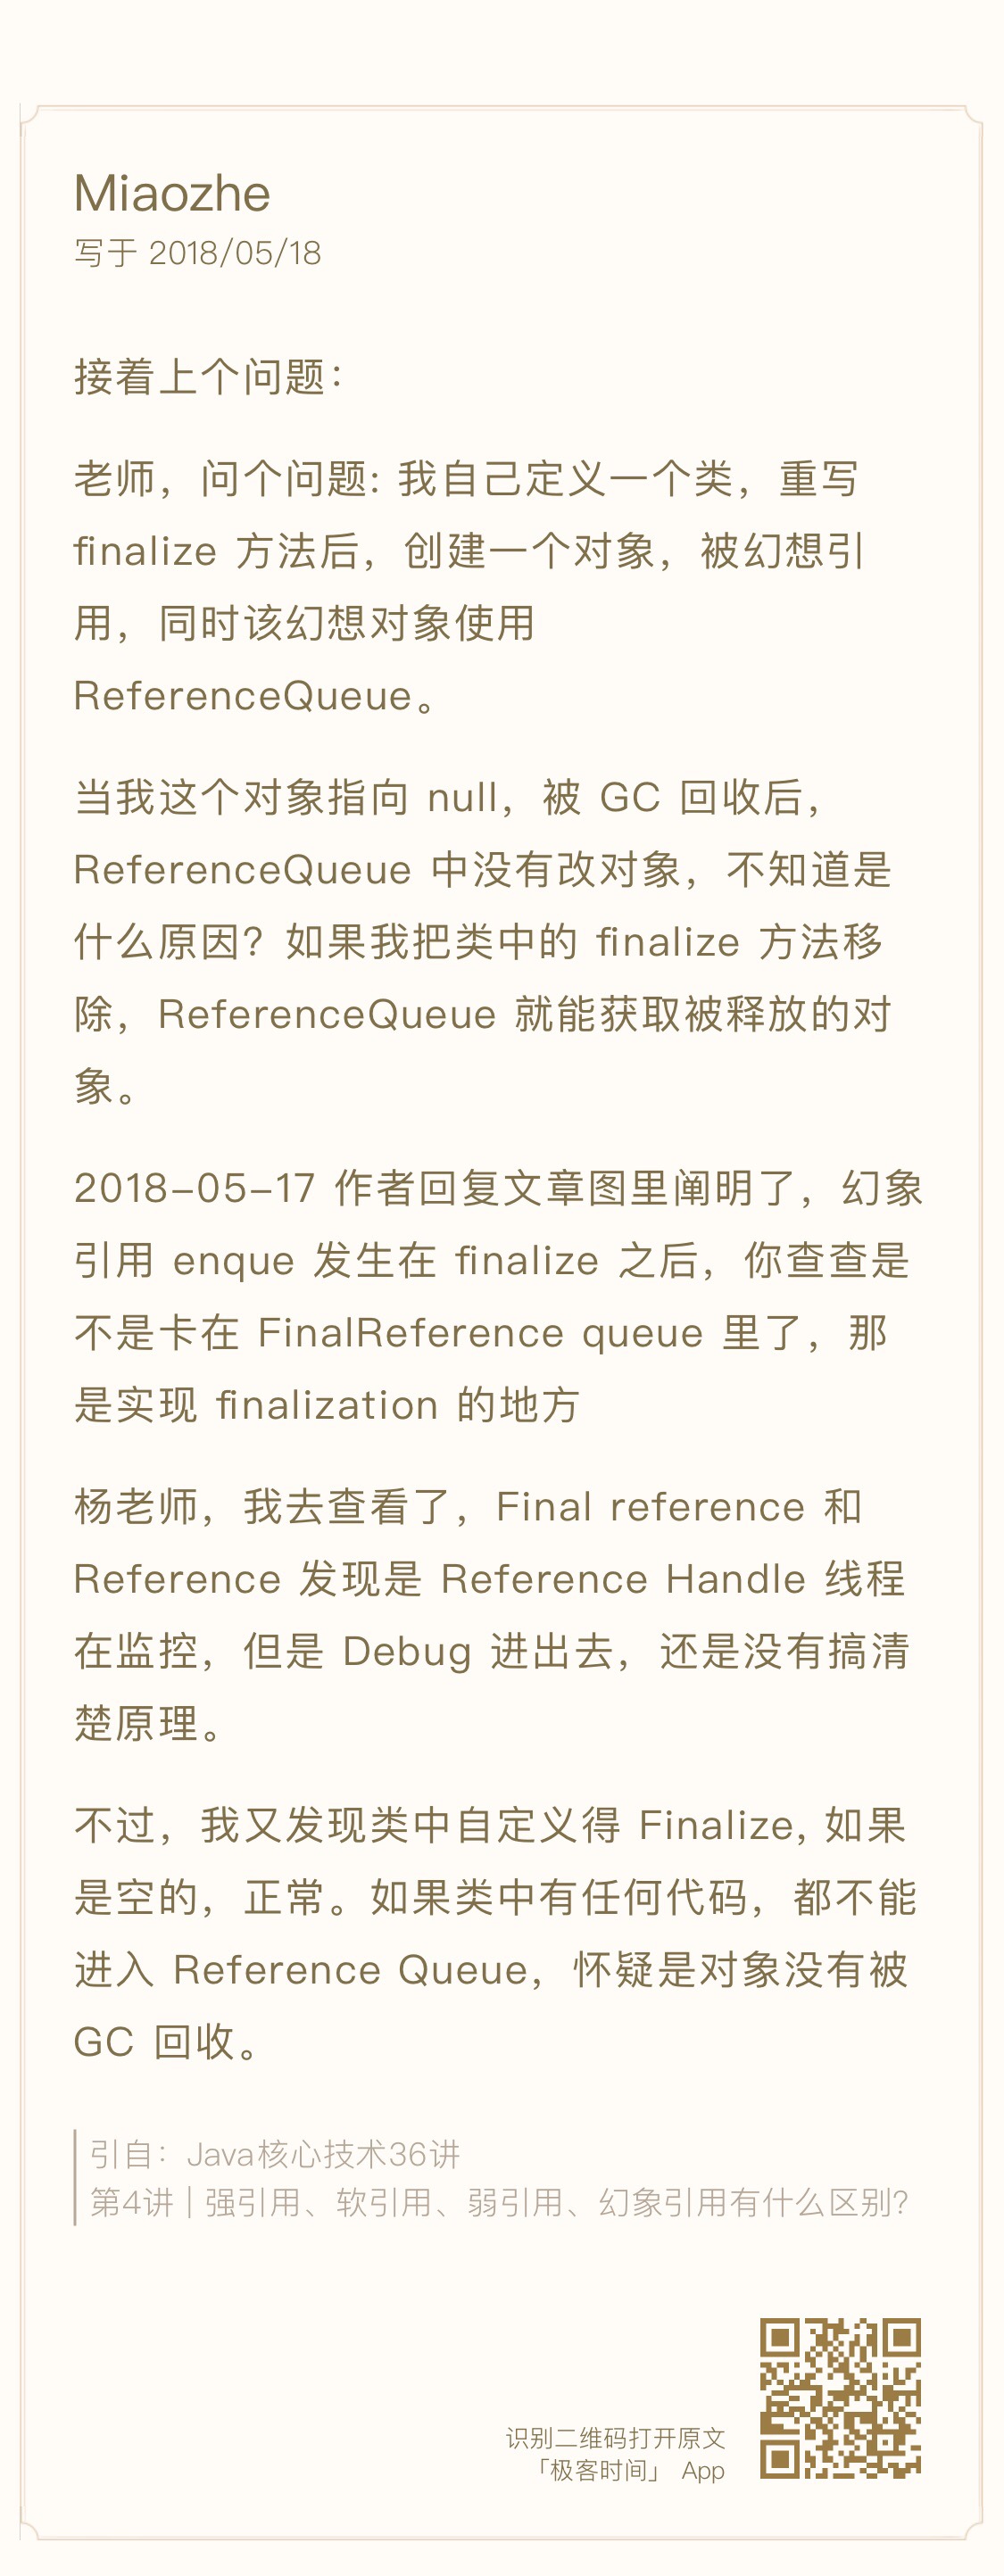 Miaozhe
写于 2018/05/18
接着上个问题：
老师，问个问题: 我自己定义一个类，重写
finalize 方法后，创建一个对象，被幻想引
用，同时该幻想对象使用
ReferenceQueue。
当我这个对象指向 null，被 GC 回收后，
ReferenceQueue 中没有改对象，不知道是
什么原因？如果我把类中的 finalize 方法移
除，ReferenceQueue 就能获取被释放的对
象。
2018-05-17 作者回复文章图里阐明了，幻象
引用 enque 发生在 finalize 之后，你查查是
不是卡在 FinalReference queue 里了，那
是实现 finalization 的地方
杨老师，我去查看了，Final reference 和
Reference 发现是 Reference Handle 线程
在监控，但是 Debug 进出去，还是没有搞清
楚原理。
不过，我又发现类中自定义得 Finalize, 如果
是空的，正常。如果类中有任何代码，都不能
进入 Reference Queue，怀疑是对象没有被
GC 回收。
引自：Java核心技术36讲
第4讲 | 强引用、软引用、弱引用、幻象引用有什么区别？
识别二维码打开原文
「极客时间」 App